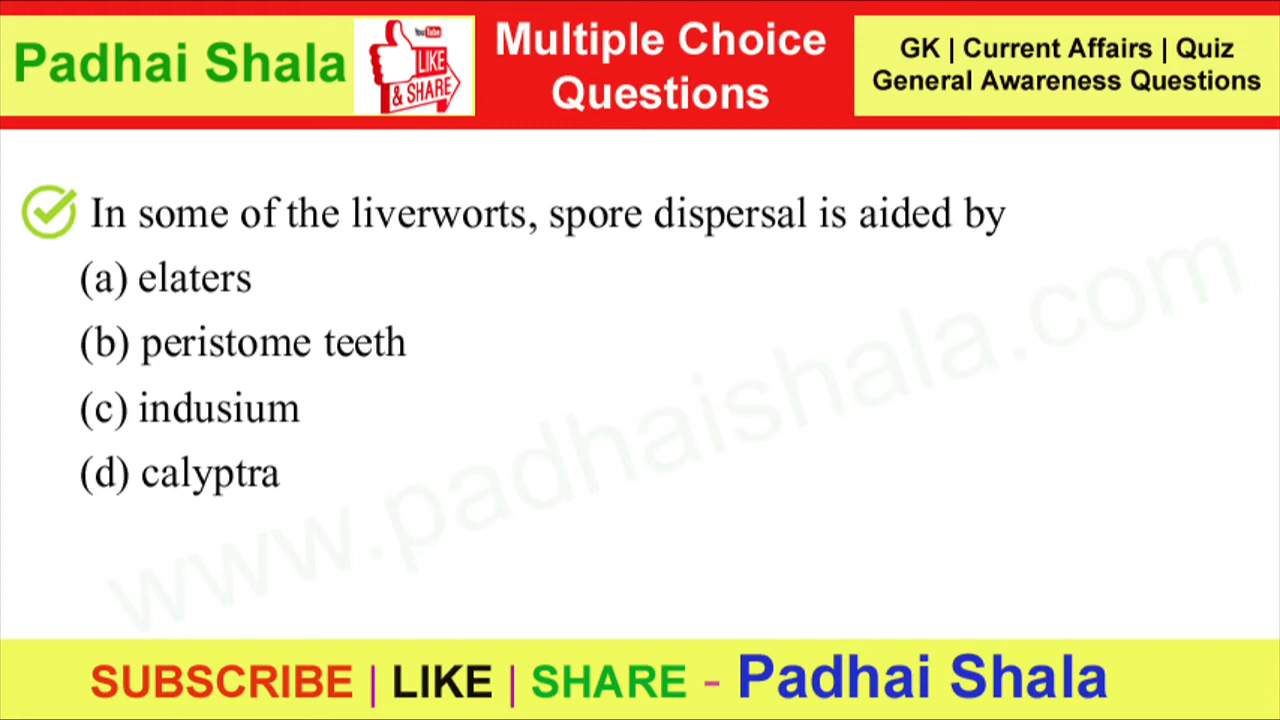 Padhai Shala
YouTube
LIKE
& SHARE
Multiple Choice
Questions
GK | Current Affairs | Quiz
General Awareness Questions
In some of the liverworts, spore dispersal is aided by
(a) elaters
(b) peristome teeth
(c) indusium
(d) calyptra
www.padhaishala.com
SUBSCRIBE | LIKE | SHARE - Padhai Shala